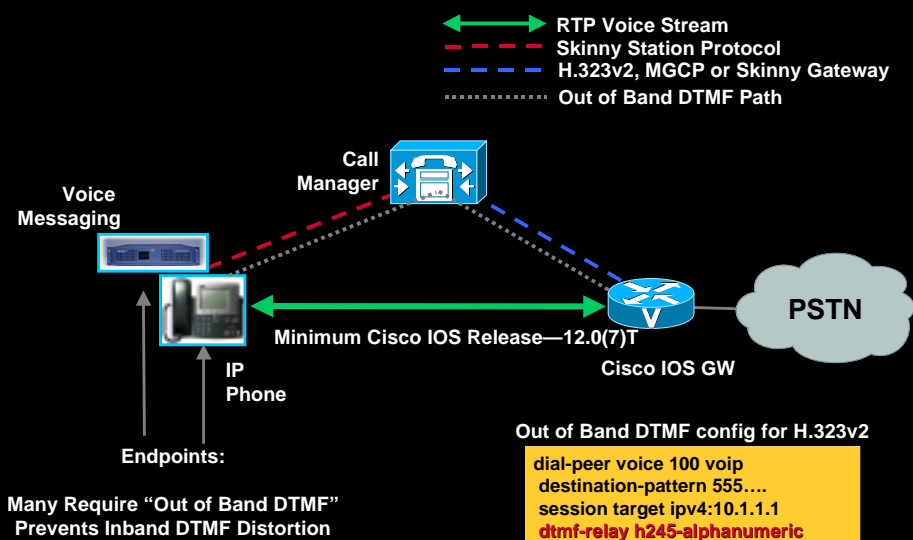 RTP Voice Stream
Skinny Station Protocol
H.323v2, MGCP or Skinny Gateway
Out of Band DTMF Path
Call
Manager
Voice
Messaging
PSTN
V
Minimum Cisco IOS Release—12.0(7)T
IP
Phone
Cisco IOS GW
Endpoints:
Many Require “Out of Band DTMF”
Prevents Inband DTMF Distortion
Out of Band DTMF config for H.323v2
dial-peer voice 100 voip
destination-pattern 555….
session target ipv4:10.1.1.1
dtmf-relay h245-alphanumeric